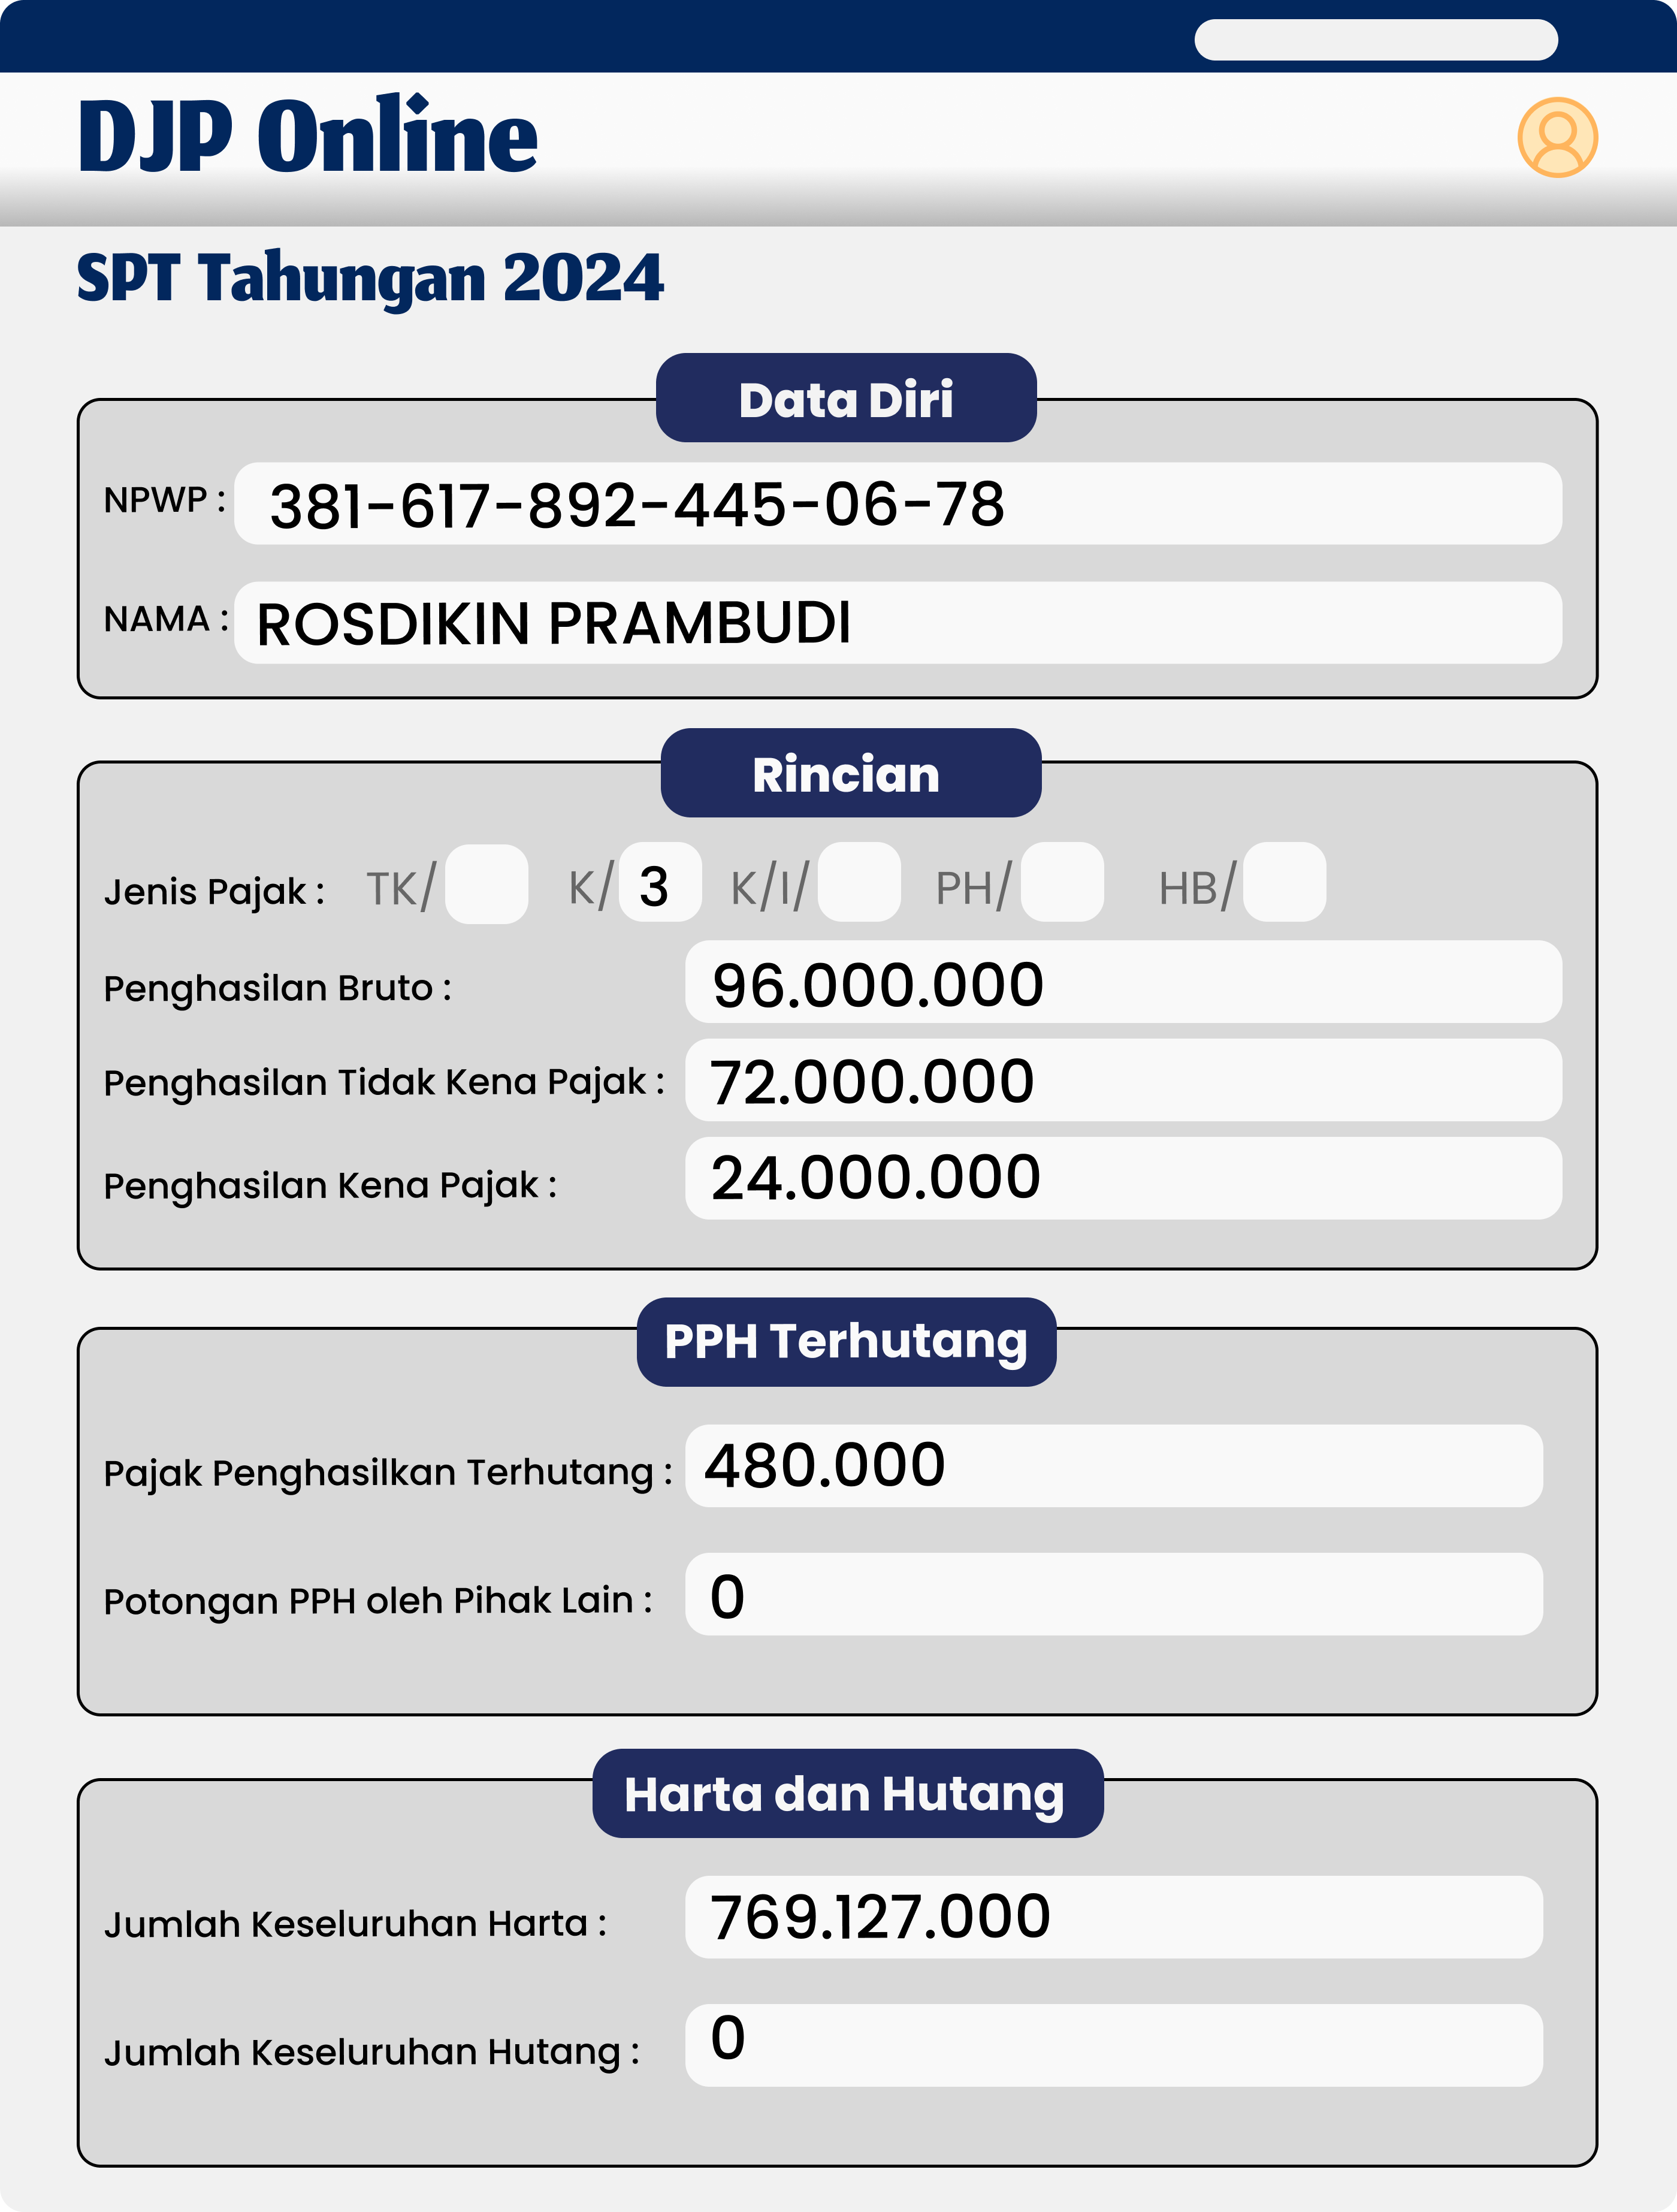 DJP Online
SPT Tahungan 2024
Data Diri
NPWP : 381-617-892-445-06-78
NAMA : ROSDIKIN PRAMBUDI
Rincian
Jenis Pajak : TK/ K/ 3 K/I/ PH/ HB/
Penghasilan Bruto : 96.000.000
Penghasilan Tidak Kena Pajak : 72.000.000
Penghasilan Kena Pajak : 24.000.000
PPH Terhutang
Pajak Penghasilkan Terhutang : 480.000
Potongan PPH oleh Pihak Lain : 0
Harta dan Hutang
Jumlah Keseluruhan Harta : 769.127.000
Jumlah Keseluruhan Hutang : 0